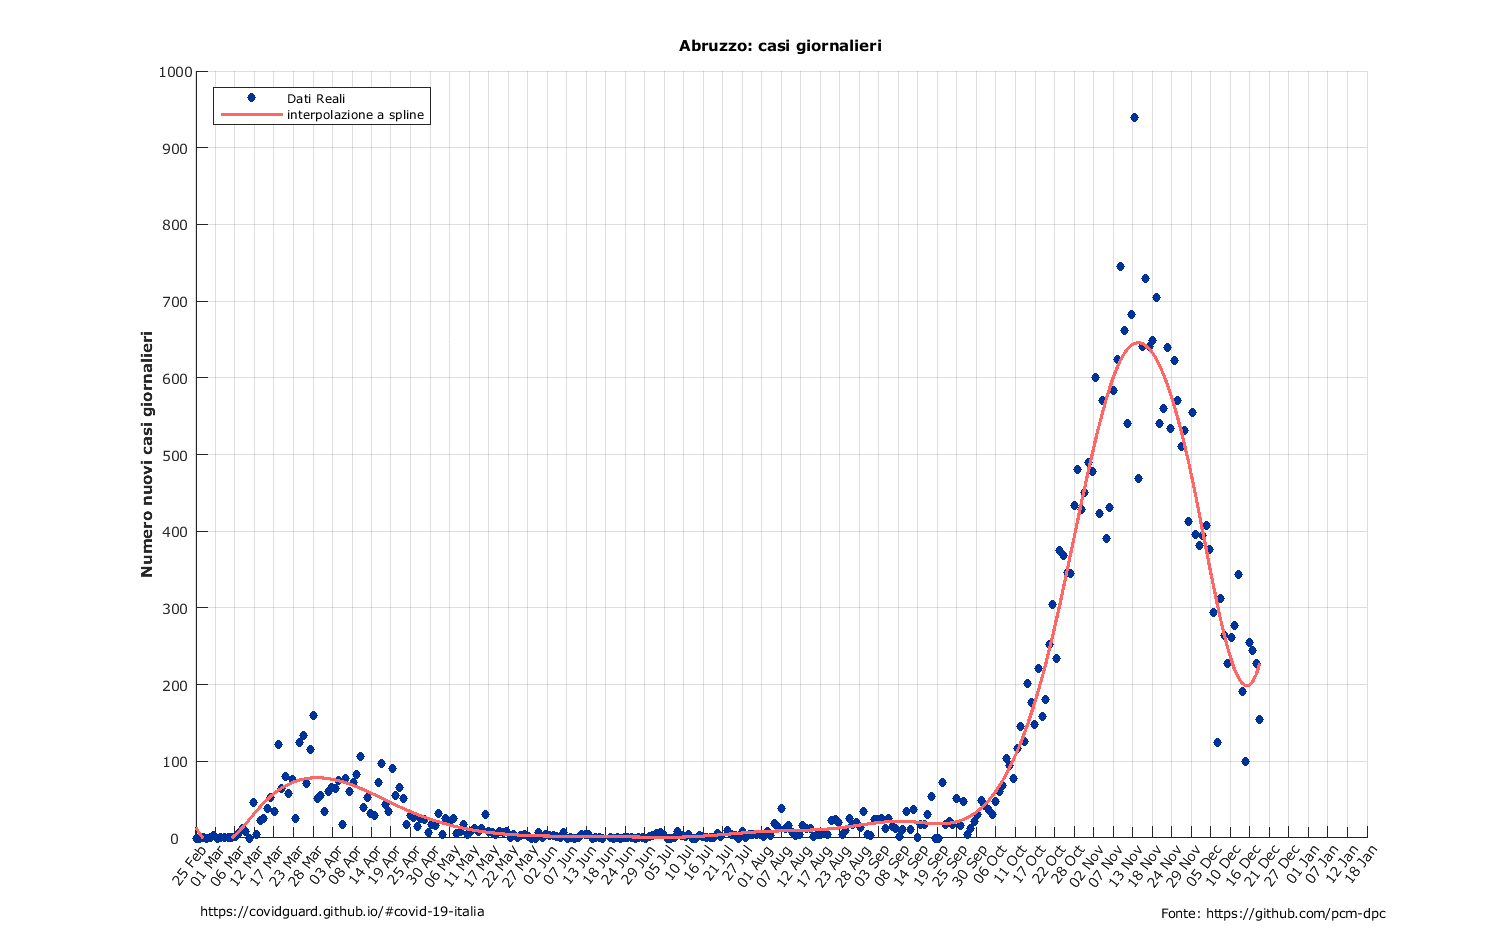 Abruzzo: casi giornalieri
1000
900
800
700
600
500
400
300
200
100
0
Dati Reali
interpolazione a spline
Numero nuovi casi giornalieri
25 Feb
01 Mar
06 Mar
12 Mar
17 Mar
23 Mar
28 Mar
03 Apr
08 Apr
14 Apr
19 Apr
25 Apr
30 Apr
06 May
11 May
17 May
22 May
27 May
02 Jun
07 Jun
13 Jun
18 Jun
24 Jun
29 Jun
05 Jul
10 Jul
16 Jul
21 Jul
27 Jul
01 Aug
07 Aug
12 Aug
17 Aug
23 Aug
28 Aug
03 Sep
08 Sep
14 Sep
19 Sep
25 Sep
30 Sep
06 Oct
11 Oct
17 Oct
22 Oct
28 Oct
02 Nov
07 Nov
13 Nov
18 Nov
24 Nov
29 Nov
05 Dec
10 Dec
16 Dec
21 Dec
27 Dec
01 Jan
07 Jan
12 Jan
18 Jan
https://covidguard.github.io/#covid-19-italia
Fonte: https://github.com/pcm-dpc